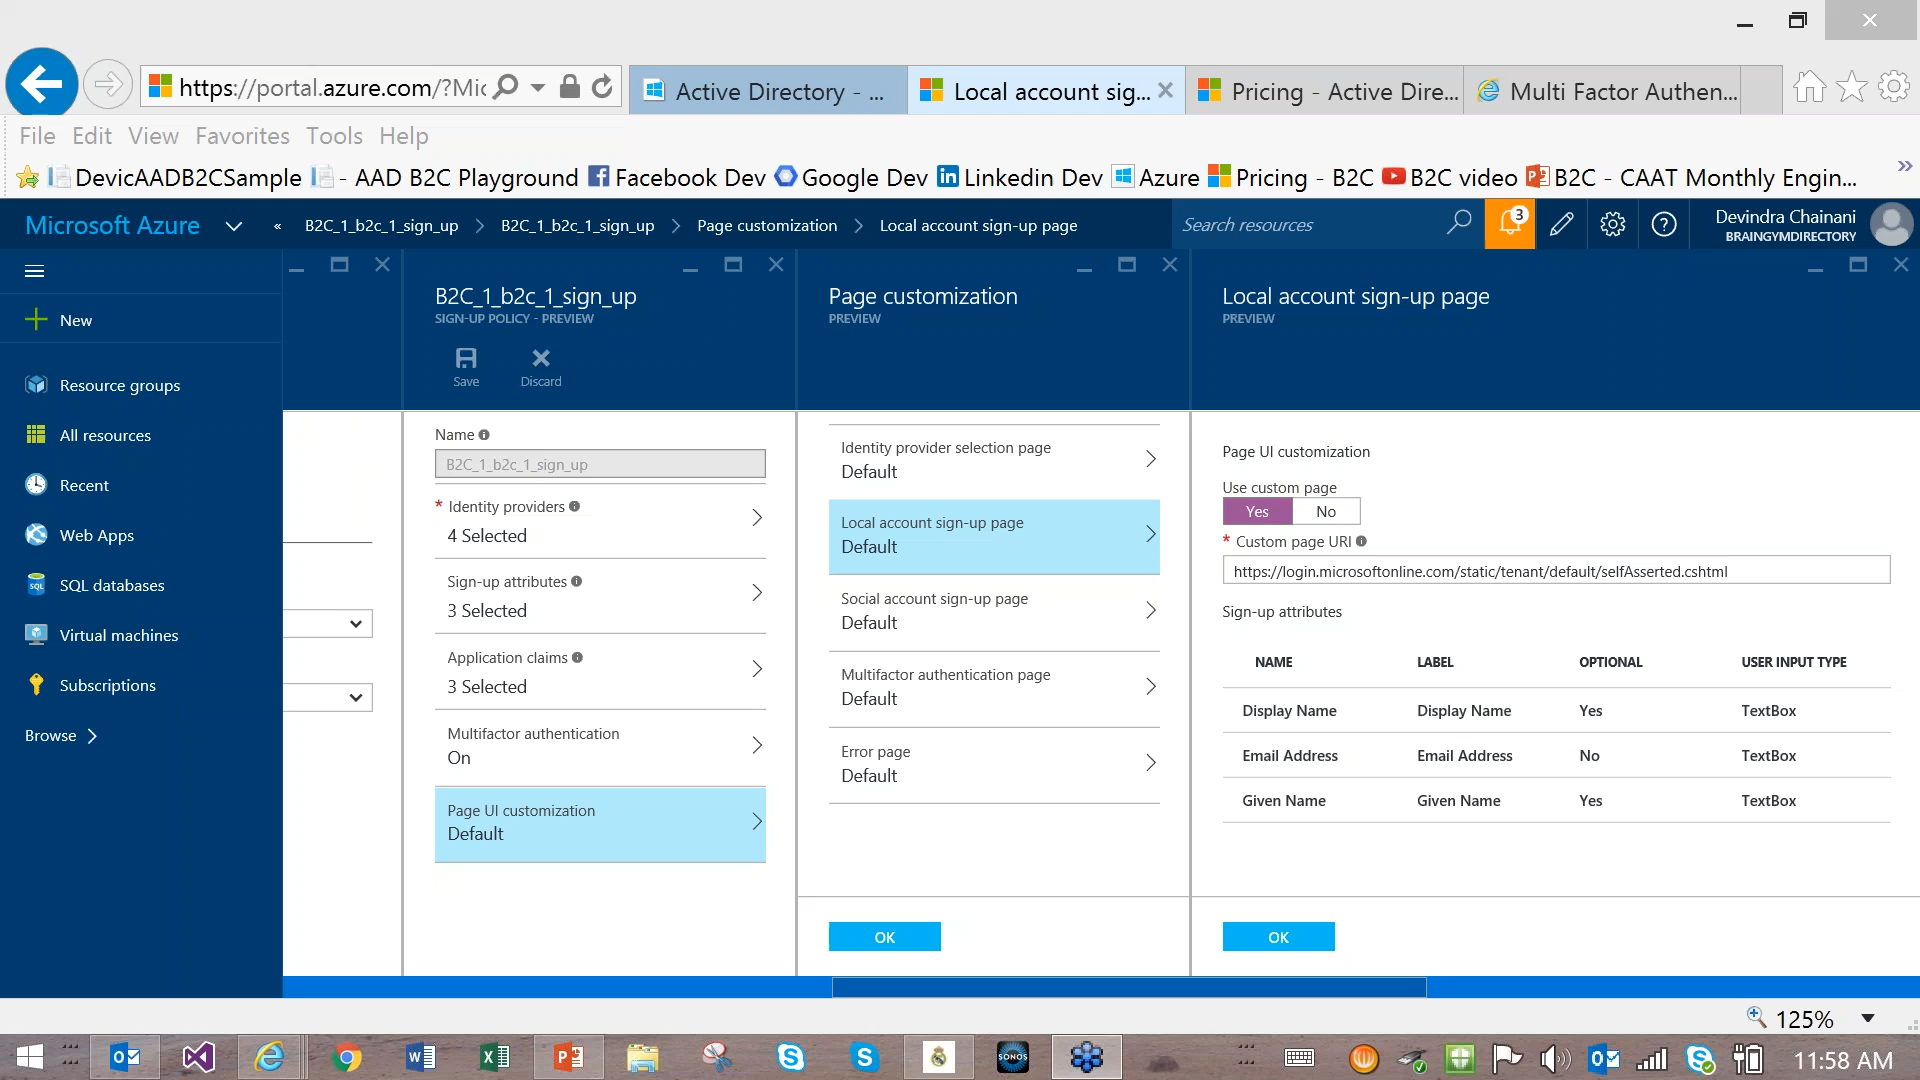 https://portal.azure.com/?Mic
Active Directory - ...
Local account sig...
Pricing - Active Dire...
Multi Factor Authen...
File Edit View Favorites Tools Help
DevicAADB2CSample - AAD B2C Playground Facebook Dev Google Dev Linkedin Dev Azure Pricing - B2C B2C video B2C - CAAT Monthly Engin...
Microsoft Azure « B2C_1_b2c_1_sign_up B2C_1_b2c_1_sign_up Page customization Local account sign-up page Search resources 3 Devindra Chainani
BRAINGYMDIRECTORY
New
Resource groups
All resources
Recent
Web Apps
SQL databases
Virtual machines
Subscriptions
Browse
B2C_1_b2c_1_sign_up
SIGN-UP POLICY - PREVIEW
Save Discard
Name
B2C_1_b2c_1_sign_up
* Identity providers
4 Selected
Sign-up attributes
3 Selected
Application claims
3 Selected
Multifactor authentication
On
Page UI customization
Default
Page customization
PREVIEW
Identity provider selection page
Default
Local account sign-up page
Default
Social account sign-up page
Default
Multifactor authentication page
Default
Error page
Default
OK
Local account sign-up page
PREVIEW
Page UI customization
Use custom page
Yes No
* Custom page URI
https://login.microsoftonline.com/static/tenant/default/selfAsserted.cshtml
Sign-up attributes
NAME LABEL OPTIONAL USER INPUT TYPE
Display Name Display Name Yes TextBox
Email Address Email Address No TextBox
Given Name Given Name Yes TextBox
OK
125%
SONOS
11:58 AM